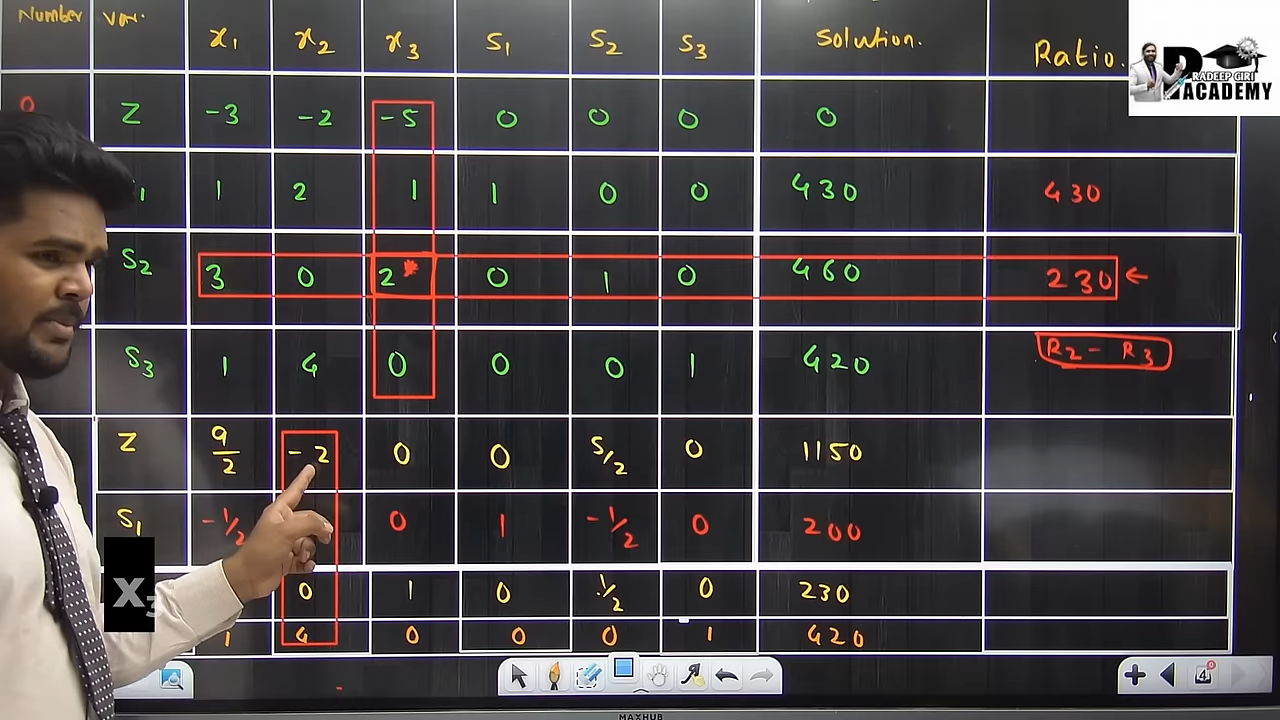 Number var. x₁ x₂ x₃ S₁ S₂ S₃ Solution. Ratio.
RADEEP GIRI
ACADEMY
0 Z -3 -2 -5 0 0 0 0
1 2 1 1 0 0 430 430
S₂ 3 0 2* 0 1 0 460 230 ←
S₃ 1 4 0 0 0 1 420 R₂ - R₃
Z 9/2 -2 0 0 5/2 0 1150
S₁ -1/2 0 1 -1/2 0 200
X₃ 0 1 0 1/2 0 230
1 4 0 0 0 1 420
4
MAXHUB